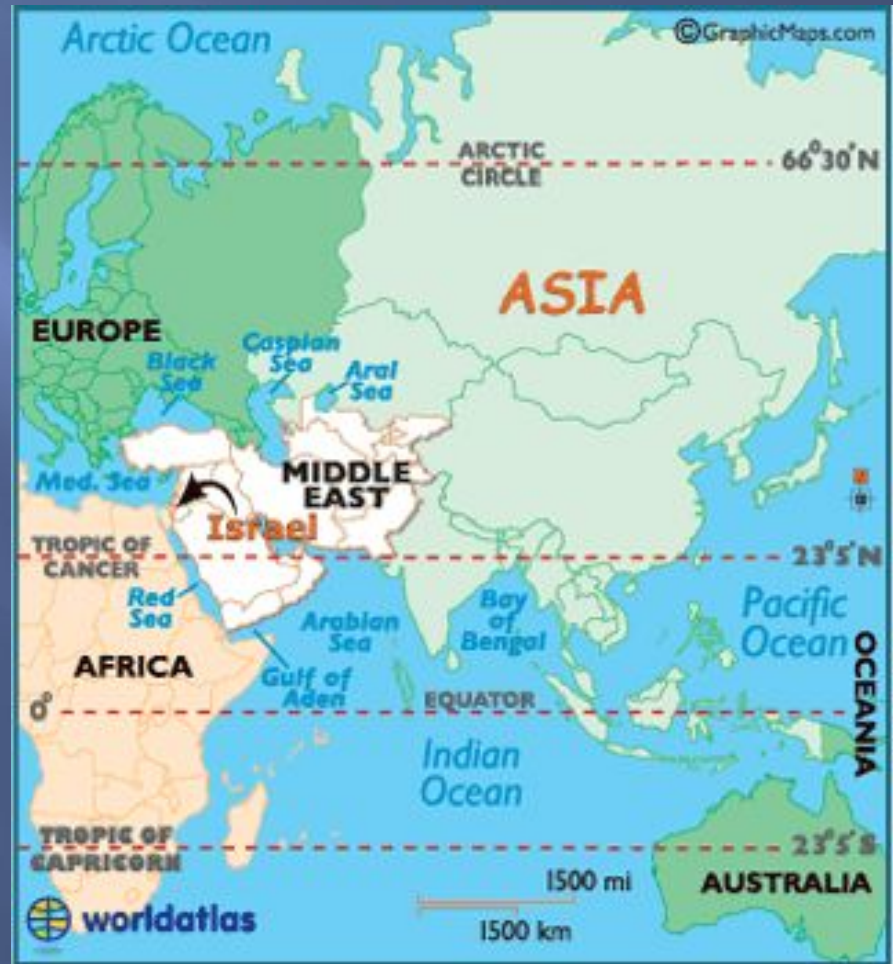 Arctic Ocean
©GraphicMaps.com
ARCTIC
CIRCLE
66°30'N
ASIA
EUROPE
Black
Sea
Caspian
Sea
Aral
Sea
Med. Sea
MIDDLE
EAST
Israel
TROPIC OF
CANCER
23°5'N
Red
Sea
Arabian
Sea
Bay
of
Bengal
Pacific
Ocean
AFRICA
Gulf of
Aden
EQUATOR
0°
OCEANIA
Indian
Ocean
TROPIC OF
CAPRICORN
23°5'S
1500 mi
1500 km
AUSTRALIA
worldatlas